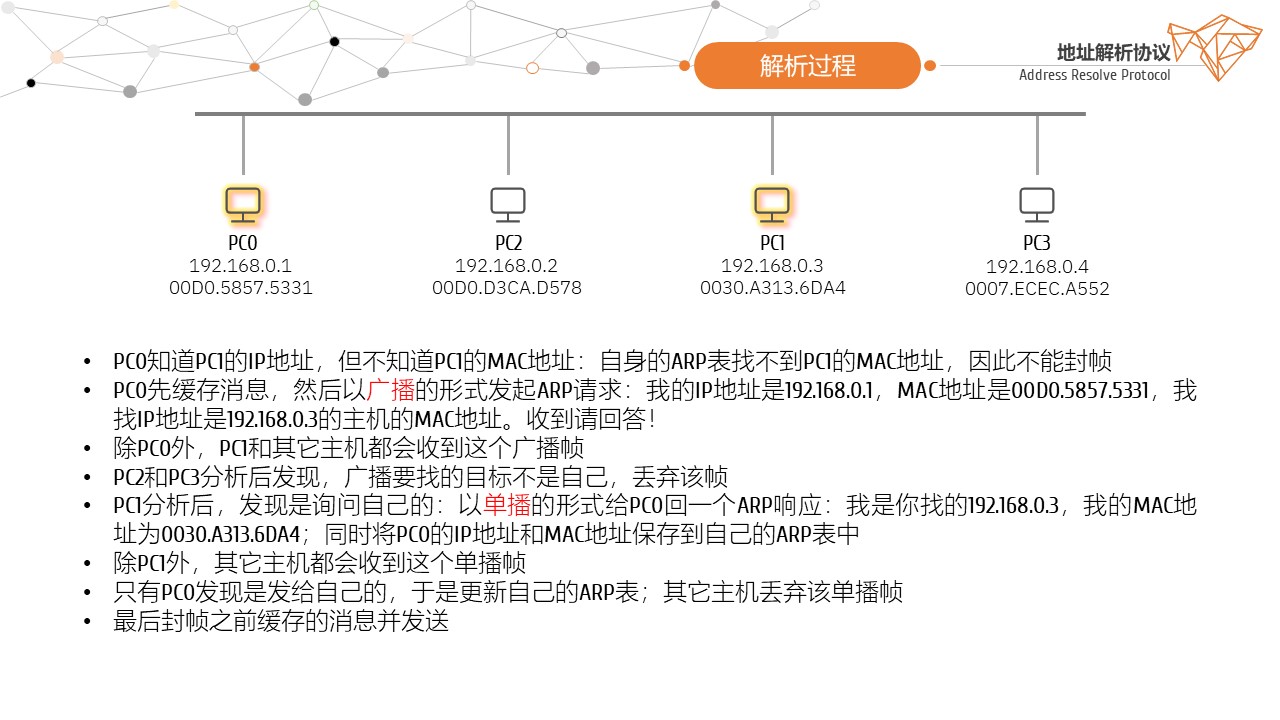 解析过程
地址解析协议
Address Resolve Protocol
PC0
192.168.0.1
00D0.5857.5331
PC2
192.168.0.2
00D0.D3CA.D578
PC1
192.168.0.3
0030.A313.6DA4
PC3
192.168.0.4
0007.ECEC.A552
• PC0知道PC1的IP地址，但不知道PC1的MAC地址：自身的ARP表找不到PC1的MAC地址，因此不能封帧
• PC0先缓存消息，然后以广播的形式发起ARP请求：我的IP地址是192.168.0.1，MAC地址是00D0.5857.5331，我
找IP地址是192.168.0.3的主机的MAC地址。收到请回答！
• 除PC0外，PC1和其它主机都会收到这个广播帧
• PC2和PC3分析后发现，广播要找的目标不是自己，丢弃该帧
• PC1分析后，发现是询问自己的：以单播的形式给PC0回一个ARP响应：我是你找的192.168.0.3，我的MAC地
址为0030.A313.6DA4；同时将PC0的IP地址和MAC地址保存到自己的ARP表中
• 除PC1外，其它主机都会收到这个单播帧
• 只有PC0发现是发给自己的，于是更新自己的ARP表；其它主机丢弃该单播帧
• 最后封帧之前缓存的消息并发送